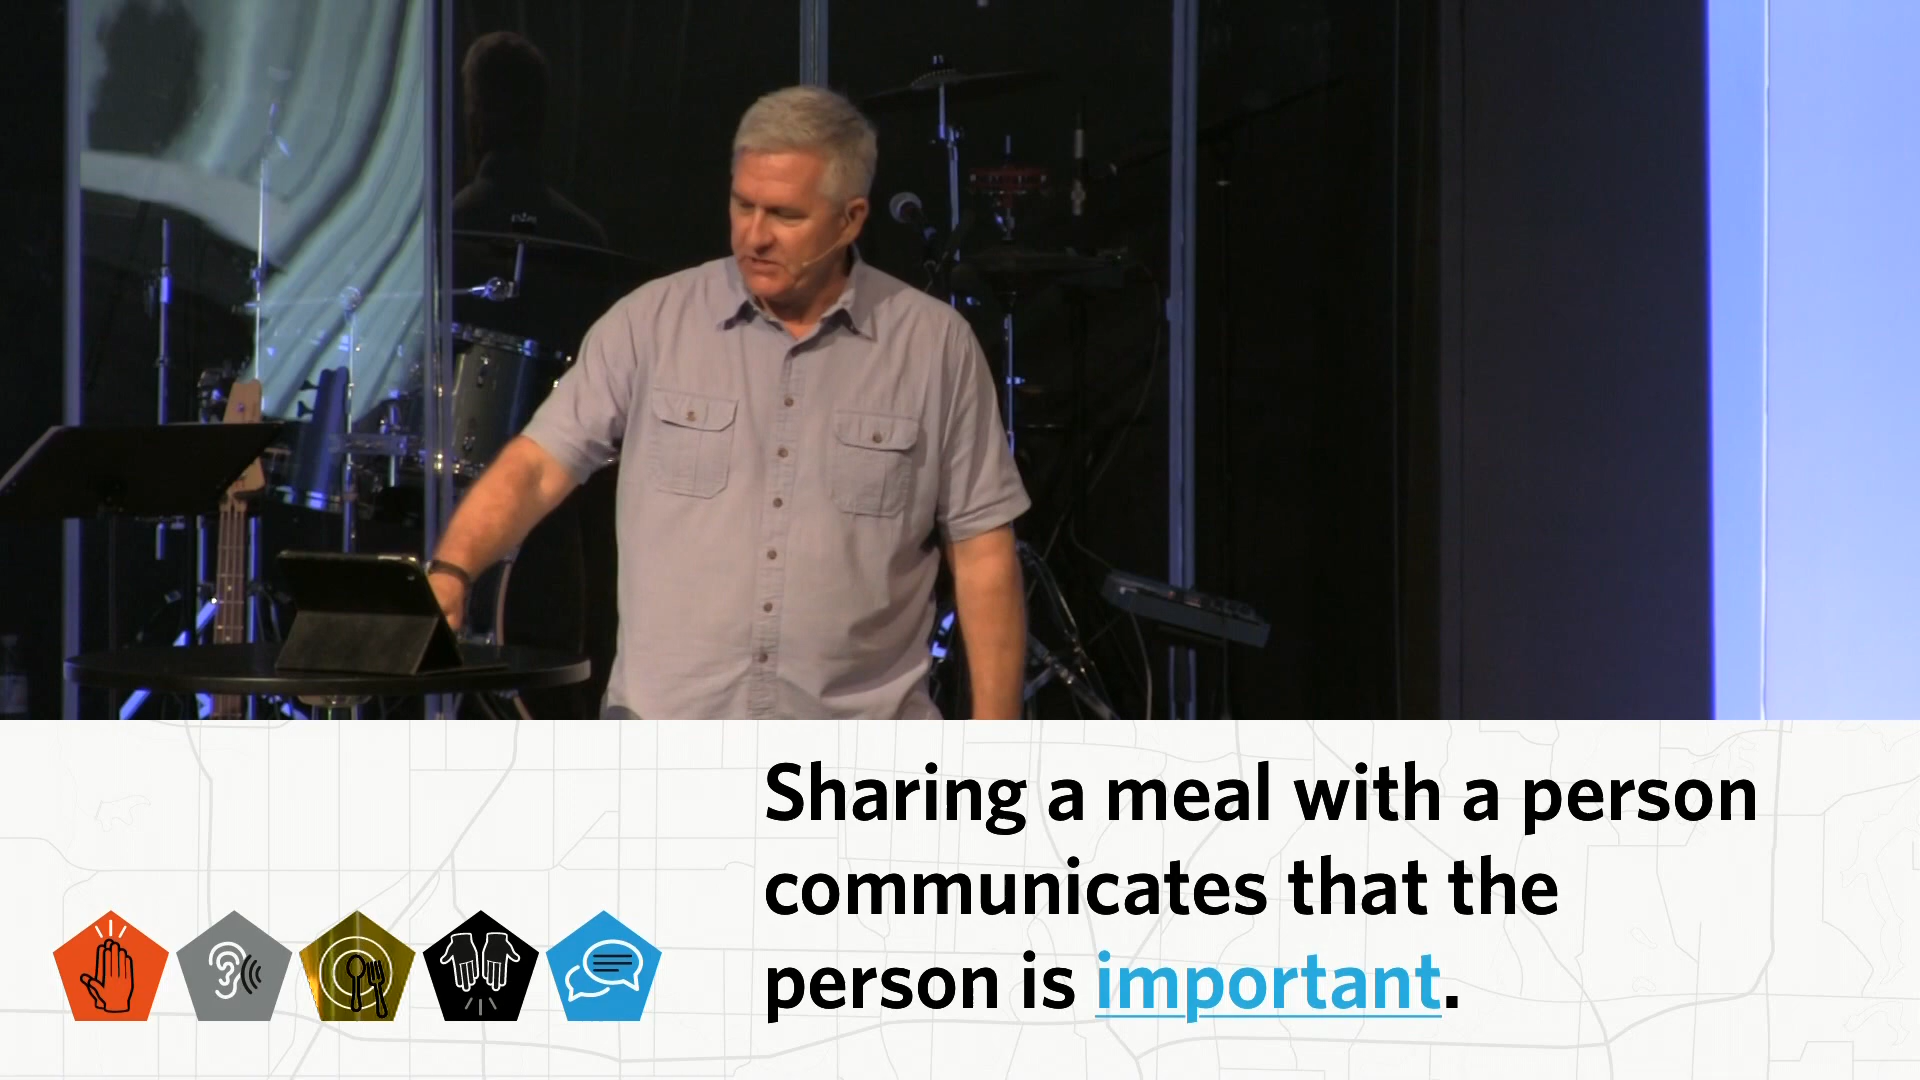 Sharing a meal with a person
communicates that the
person is important.